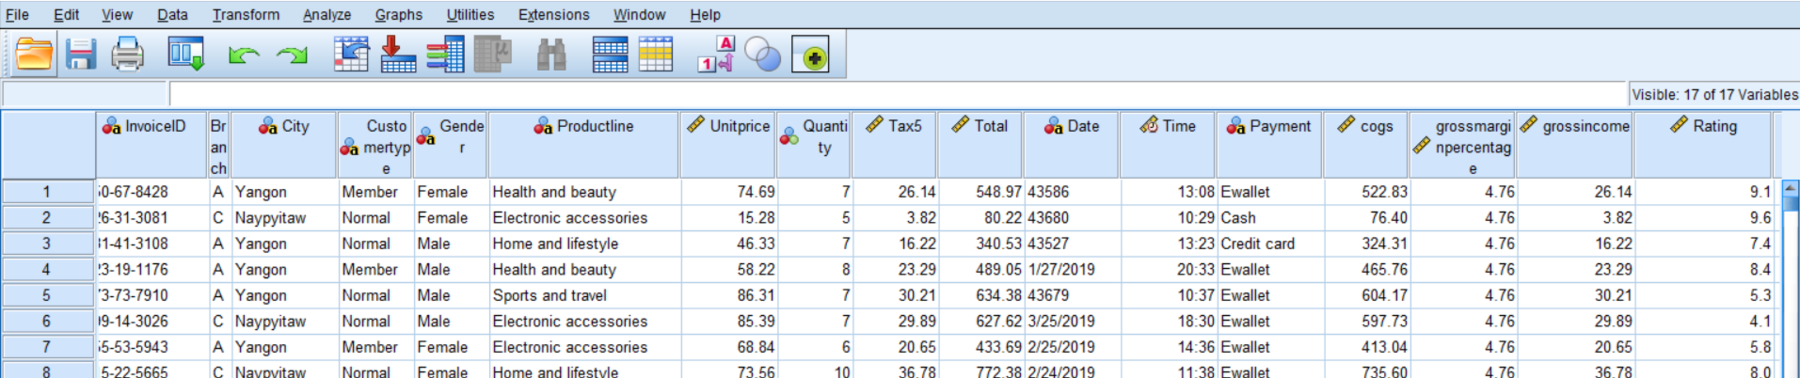 File Edit View Data Transform Analyze Graphs Utilities Extensions Window Help
Visible: 17 of 17 Variables
InvoiceID Branch City Customertype Gender Productline Unitprice Quantity Tax5 Total Date Time Payment cogs grossmarginpercentage grossincome Rating
1 0-67-8428 A Yangon Member Female Health and beauty 74.69 7 26.14 548.97 43586 13:08 Ewallet 522.83 4.76 26.14 9.1
2 6-31-3081 C Naypyitaw Normal Female Electronic accessories 15.28 5 3.82 80.22 43680 10:29 Cash 76.40 4.76 3.82 9.6
3 1-41-3108 A Yangon Normal Male Home and lifestyle 46.33 7 16.22 340.53 43527 13:23 Credit card 324.31 4.76 16.22 7.4
4 3-19-1176 A Yangon Member Male Health and beauty 58.22 8 23.29 489.05 1/27/2019 20:33 Ewallet 465.76 4.76 23.29 8.4
5 3-73-7910 A Yangon Normal Male Sports and travel 86.31 7 30.21 634.38 43679 10:37 Ewallet 604.17 4.76 30.21 5.3
6 9-14-3026 C Naypyitaw Normal Male Electronic accessories 85.39 7 29.89 627.62 3/25/2019 18:30 Ewallet 597.73 4.76 29.89 4.1
7 5-53-5943 A Yangon Member Female Electronic accessories 68.84 6 20.65 433.69 2/25/2019 14:36 Ewallet 413.04 4.76 20.65 5.8
8 5-22-5665 C Naypyitaw Normal Female Home and lifestyle 73.56 10 36.78 772.38 2/24/2019 11:38 Ewallet 735.60 4.76 36.78 8.0